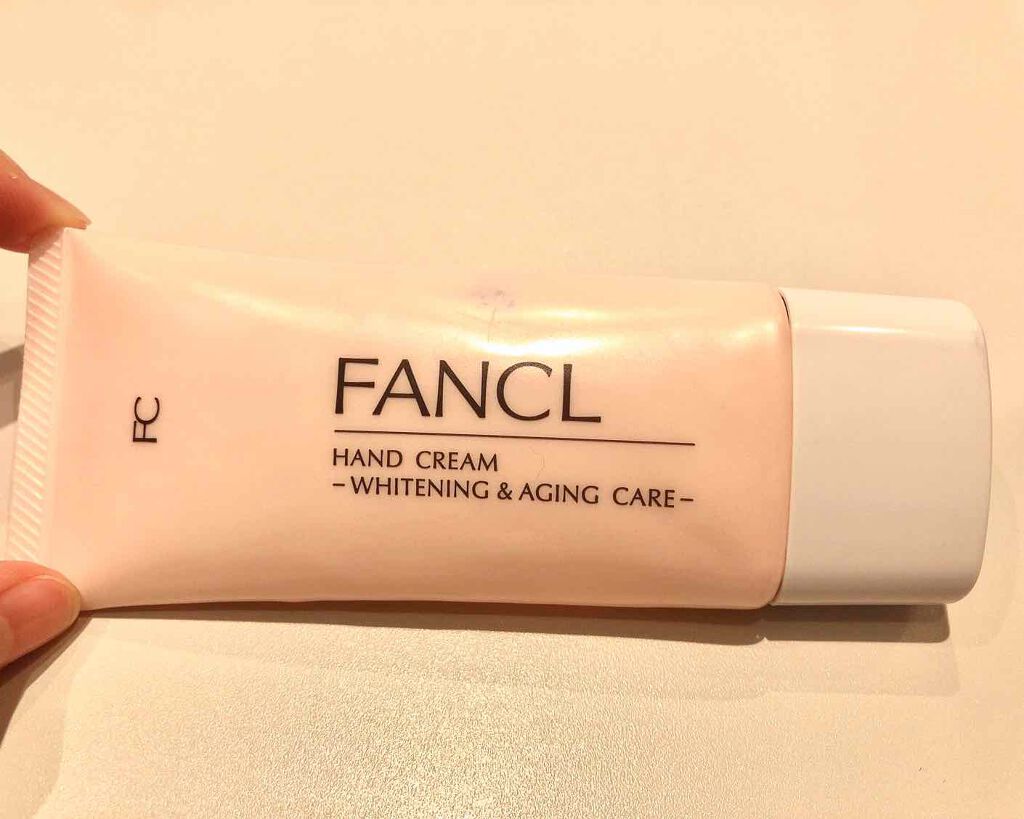 FC
FANCL
HAND CREAM
–WHITENING & AGING CARE–